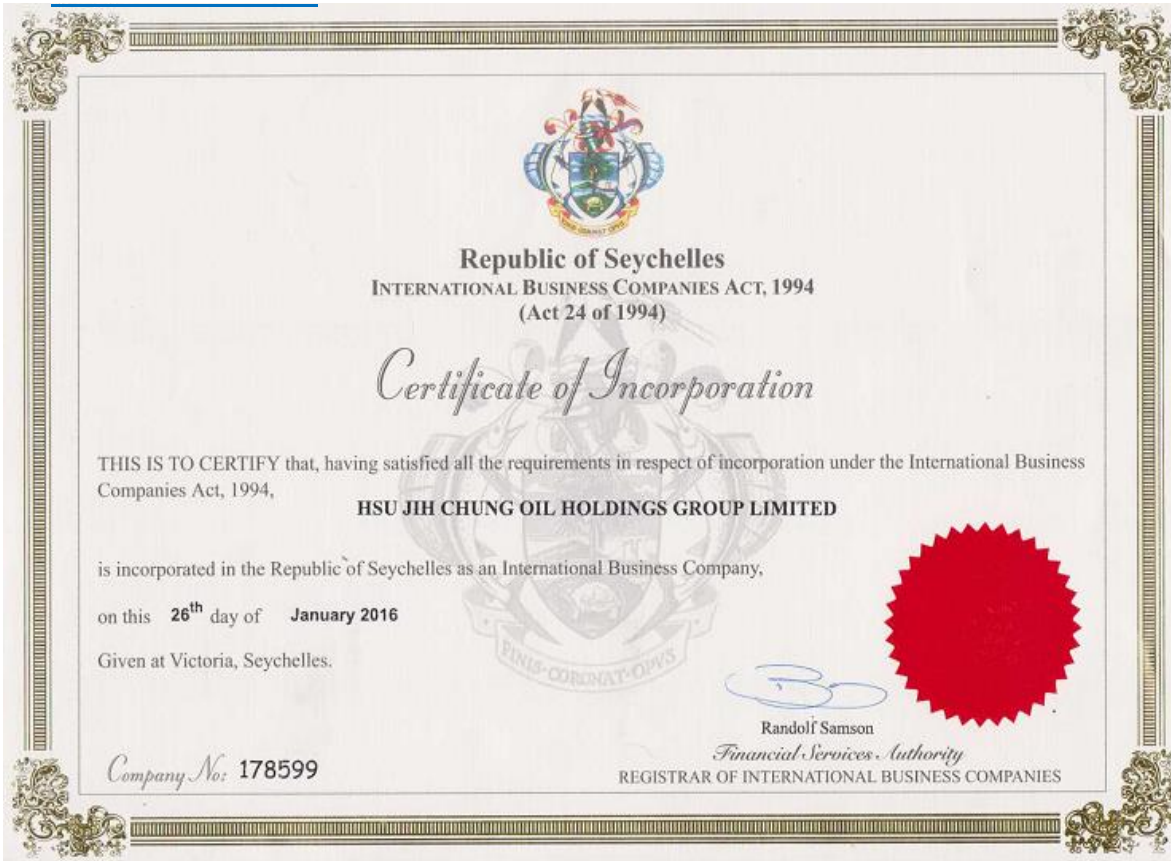 Republic of Seychelles
INTERNATIONAL BUSINESS COMPANIES ACT, 1994
(Act 24 of 1994)
Certificate of Incorporation
THIS IS TO CERTIFY that, having satisfied all the requirements in respect of incorporation under the International Business
Companies Act, 1994,
HSU JIH CHUNG OIL HOLDINGS GROUP LIMITED
is incorporated in the Republic of Seychelles as an International Business Company,
on this 26th day of January 2016
Given at Victoria, Seychelles.
FINIS-CORONAT-OPVS
Randolf Samson
Financial Services Authority
REGISTRAR OF INTERNATIONAL BUSINESS COMPANIES
Company No: 178599